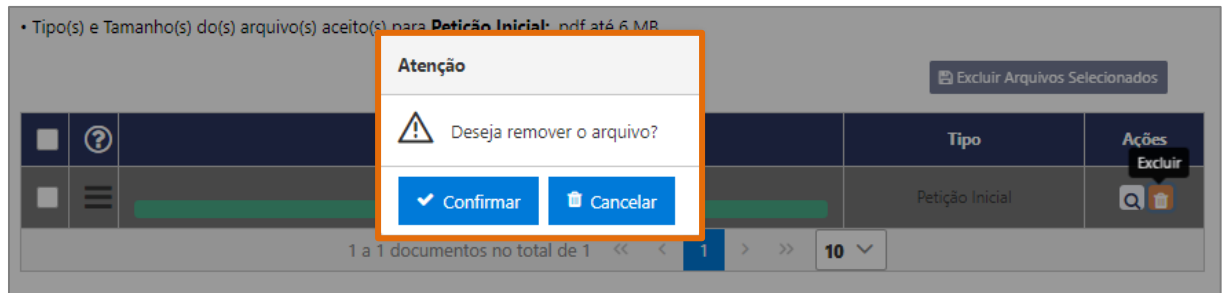 • Tipo(s) e Tamanho(s) do(s) arquivo(s) aceito(s) para Petição Inicial: .pdf até 6 MB
Atenção
Excluir Arquivos Selecionados
Deseja remover o arquivo?
Tipo
Ações
Excluir
Confirmar
Cancelar
Petição Inicial
1 a 1 documentos no total de 1 << < 1 > >> 10